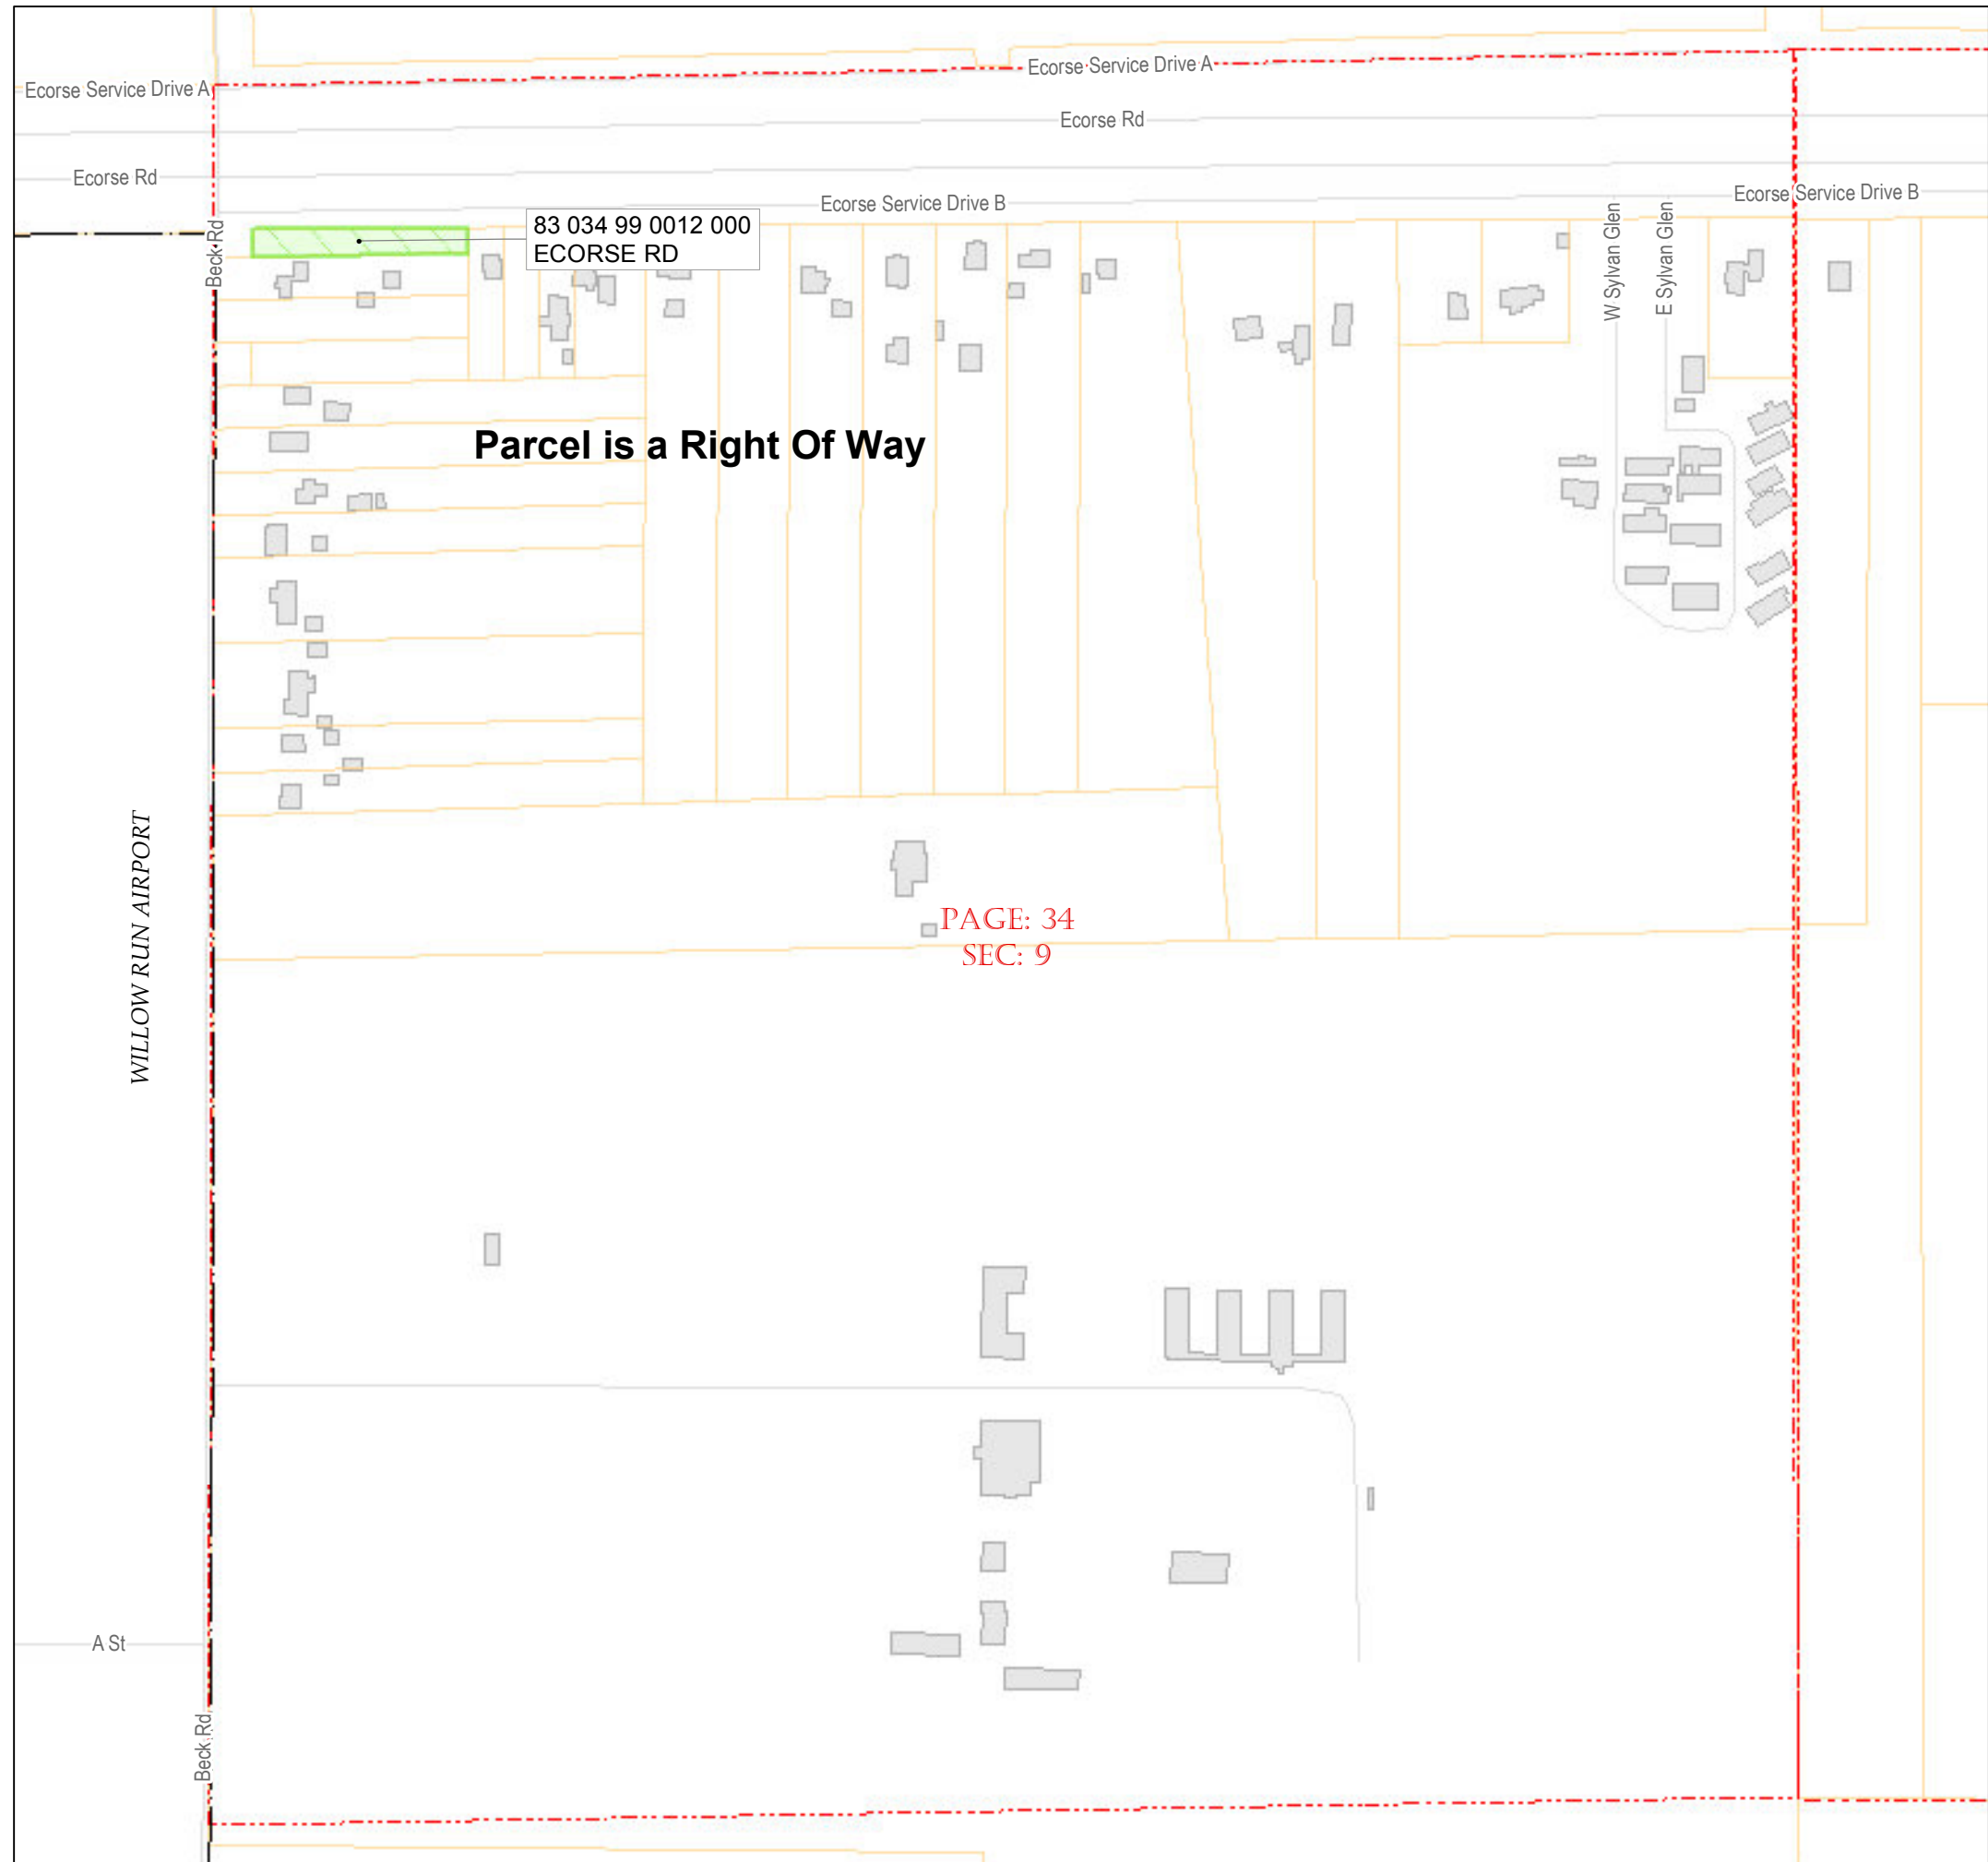 Ecorse Service Drive A
Ecorse Service Drive A
Ecorse Rd
Ecorse Rd
Ecorse Service Drive B
Ecorse Service Drive B
Beck Rd
83 034 99 0012 000
ECORSE RD
W Sylvan Glen
E Sylvan Glen
Parcel is a Right Of Way
WILLOW RUN AIRPORT
PAGE: 34
SEC: 9
A St
Beck Rd